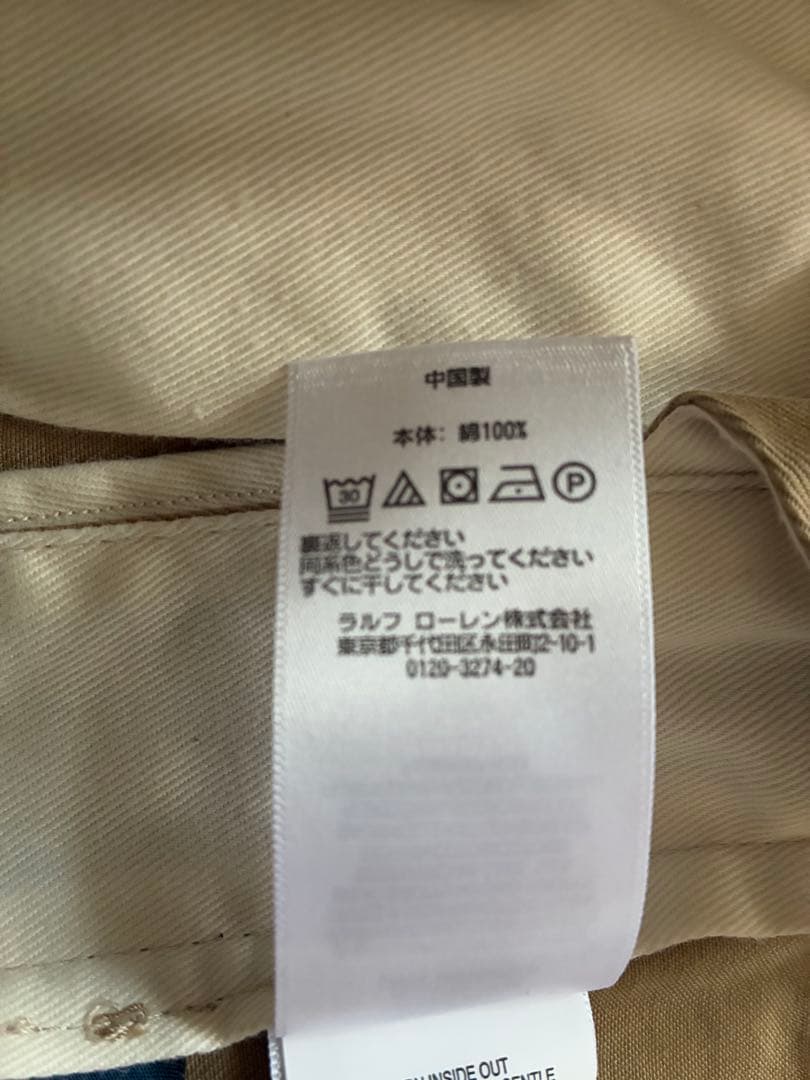 中国製
本体: 綿100%
30
P
裏返してください
同系色どうしで洗ってください
すぐに干してください
ラルフ ローレン株式会社
東京都千代田区永田町2-10-1
0120-3274-20
INSIDE OUT
GENTLE